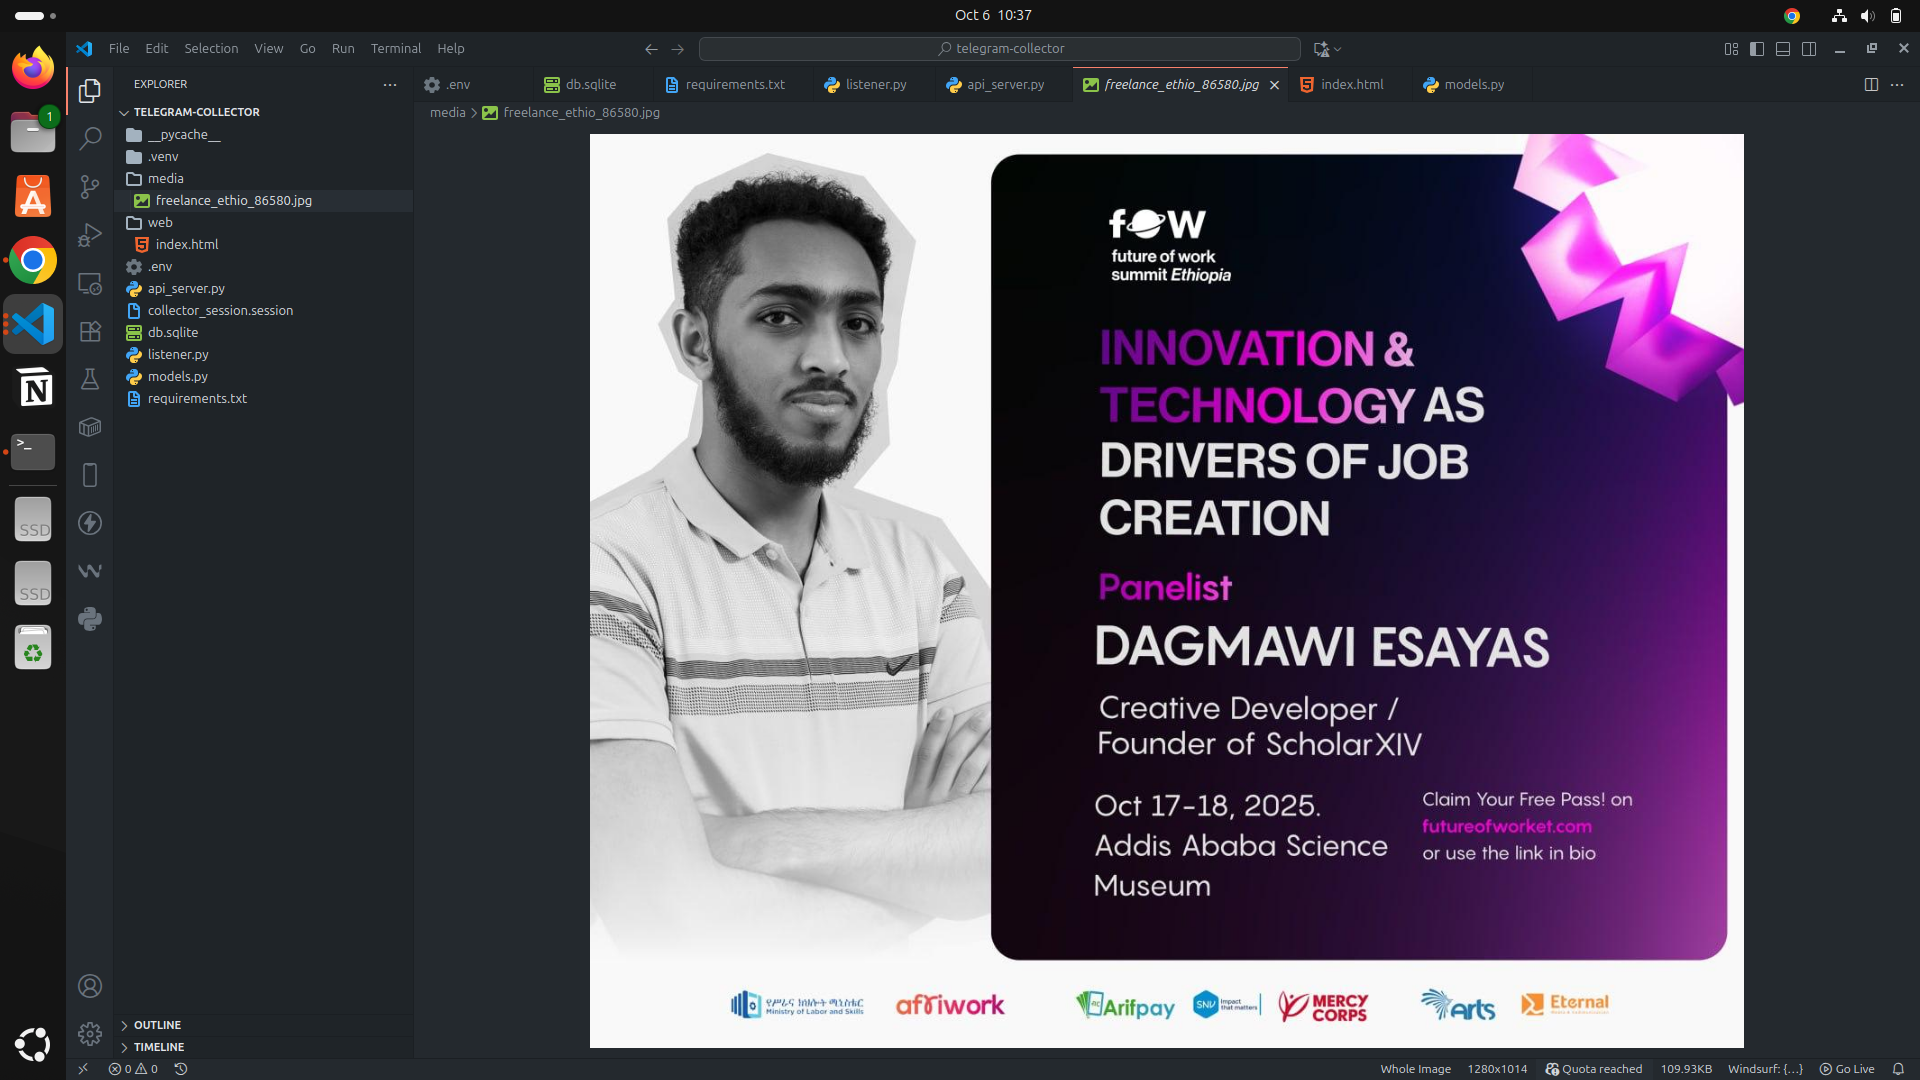 Oct 6 10:37
File Edit Selection View Go Run Terminal Help
telegram-collector
1
EXPLORER
TELEGRAM-COLLECTOR
__pycache__
.venv
media
freelance_ethio_86580.jpg
web
index.html
.env
api_server.py
collector_session.session
db.sqlite
listener.py
models.py
requirements.txt
OUTLINE
TIMELINE
.env
db.sqlite
requirements.txt
listener.py
api_server.py
freelance_ethio_86580.jpg
index.html
models.py
media > freelance_ethio_86580.jpg
fow
future of work
summit Ethiopia
INNOVATION &
TECHNOLOGY AS
DRIVERS OF JOB
CREATION
Panelist
DAGMAWI ESAYAS
Creative Developer /
Founder of ScholarXIV
Oct 17-18, 2025.
Addis Ababa Science
Museum
Claim Your Free Pass! on
futureofworket.com
or use the link in bio
የሥራና ክህሎት ሚኒስቴር
Ministry of Labor and Skills
afriwork
Arifpay
SNV Impact that matters
MERCY
CORPS
arts
Eternal
SSD
SSD
0 0
Whole Image 1280x1014 Quota reached 109.93KB Windsurf: {...} Go Live